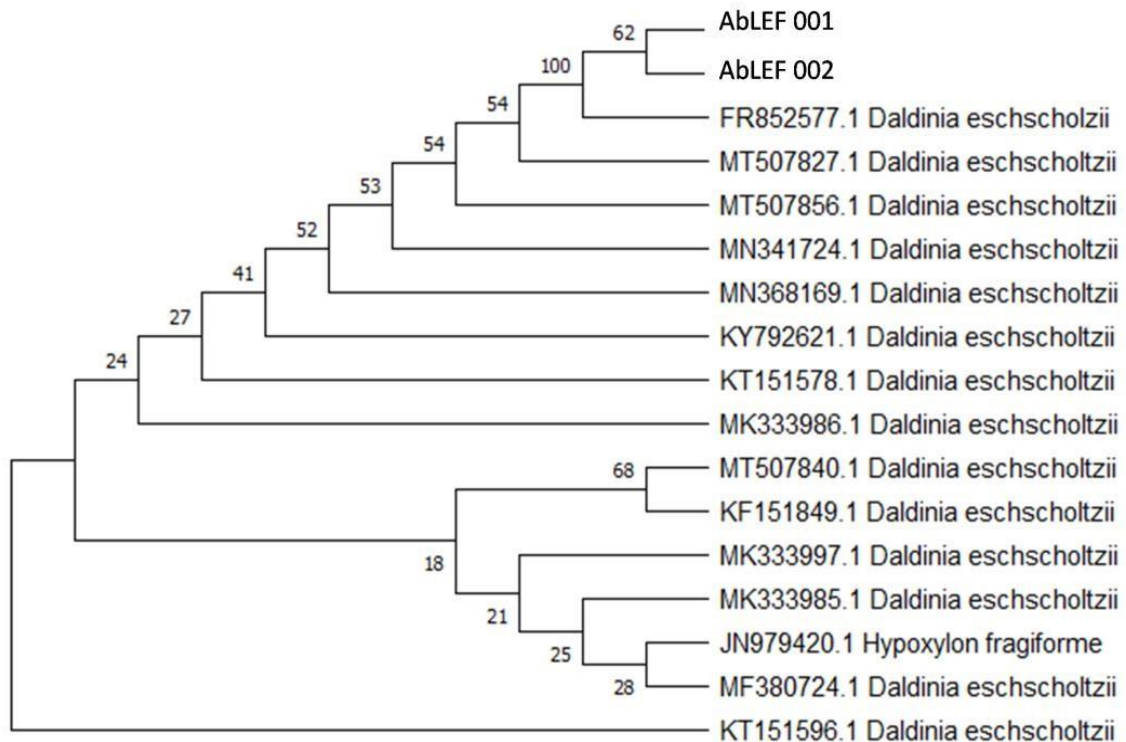 AbLEF 001
62
AbLEF 002
100
FR852577.1 Daldinia eschscholzii
54
MT507827.1 Daldinia eschscholtzii
54
MT507856.1 Daldinia eschscholtzii
53
MN341724.1 Daldinia eschscholtzii
52
MN368169.1 Daldinia eschscholtzii
41
KY792621.1 Daldinia eschscholtzii
27
KT151578.1 Daldinia eschscholtzii
24
MK333986.1 Daldinia eschscholtzii
MT507840.1 Daldinia eschscholtzii
68
KF151849.1 Daldinia eschscholtzii
MK333997.1 Daldinia eschscholtzii
18
MK333985.1 Daldinia eschscholtzii
21
JN979420.1 Hypoxylon fragiforme
25
MF380724.1 Daldinia eschscholtzii
28
KT151596.1 Daldinia eschscholtzii